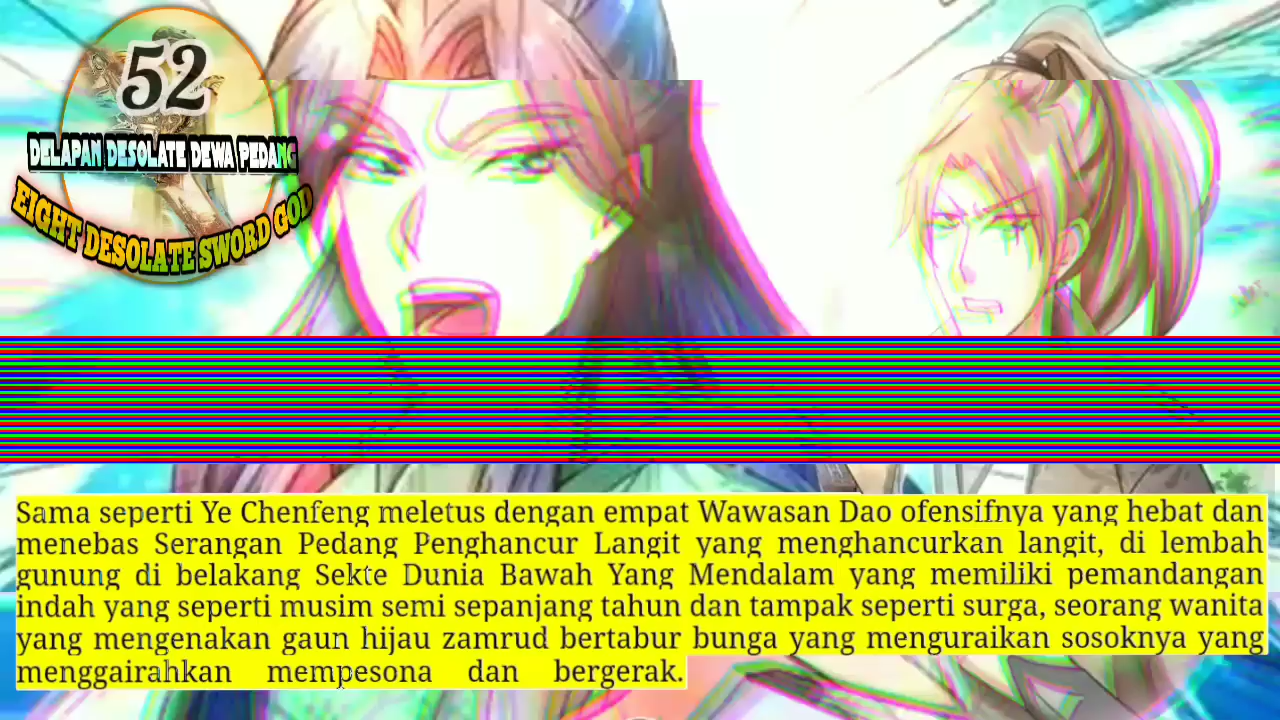 52
DELAPAN DESOLATE DEWA PEDANG
EIGHT DESOLATE SWORD GOD
Sama seperti Ye Chenfeng meletus dengan empat Wawasan Dao ofensifnya yang hebat dan
menebas Serangan Pedang Penghancur Langit yang menghancurkan langit, di lembah
gunung di belakang Sekte Dunia Bawah Yang Mendalam yang memiliki pemandangan
indah yang seperti musim semi sepanjang tahun dan tampak seperti surga, seorang wanita
yang mengenakan gaun hijau zamrud bertabur bunga yang menguraikan sosoknya yang
menggairahkan mempesona dan bergerak.